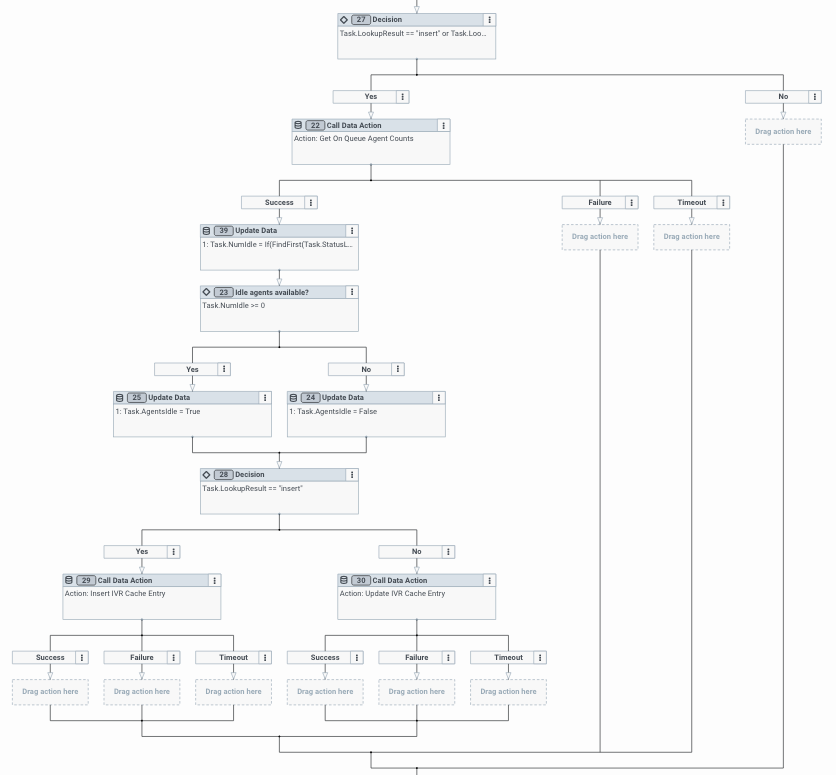 27 Decision
Task.LookupResult == "insert" or Task.Loo...
Yes
No
22 Call Data Action
Action: Get On Queue Agent Counts
Drag action here
Success
Failure
Timeout
39 Update Data
1: Task.NumIdle = If(FindFirst(Task.StatusL...
Drag action here
Drag action here
23 Idle agents available?
Task.NumIdle >= 0
Yes
No
25 Update Data
1: Task.AgentsIdle = True
24 Update Data
1: Task.AgentsIdle = False
28 Decision
Task.LookupResult == "insert"
Yes
No
29 Call Data Action
Action: Insert IVR Cache Entry
30 Call Data Action
Action: Update IVR Cache Entry
Success
Failure
Timeout
Success
Failure
Timeout
Drag action here
Drag action here
Drag action here
Drag action here
Drag action here
Drag action here